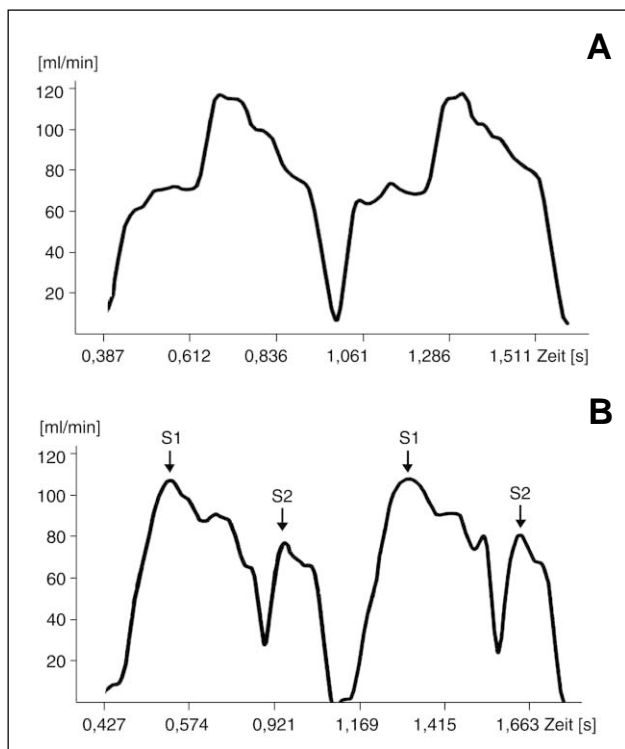 A
[ml/min]
120
100
80
60
40
20
0,387 0,612 0,836 1,061 1,286 1,511 Zeit [s]
B
[ml/min]
S1 S1
120
S2 S2
100
80
60
40
20
0,427 0,574 0,921 1,169 1,415 1,663 Zeit [s]